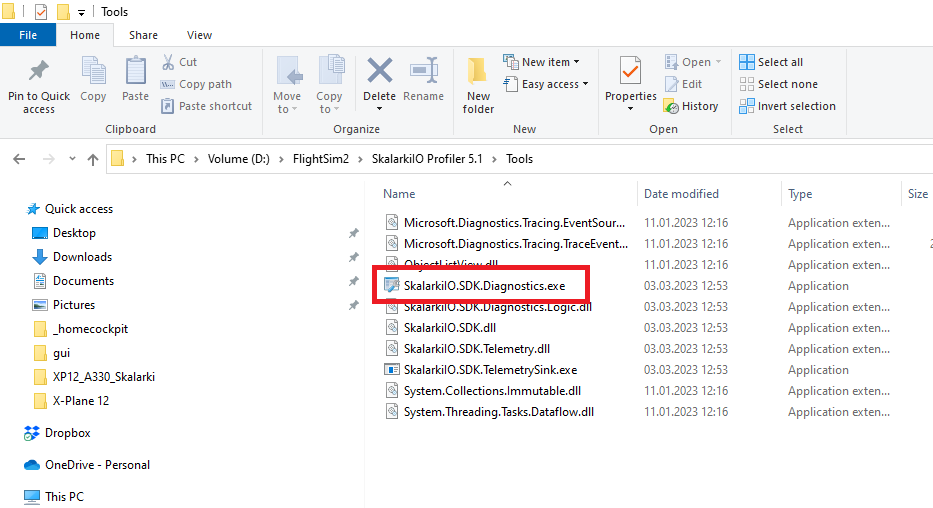 Tools
File Home Share View
Pin to Quick access
Copy
Paste
Cut
Copy path
Paste shortcut
Clipboard
Move to
Copy to
Delete
Rename
Organize
New folder
New item
Easy access
New
Properties
Open
Edit
History
Open
Select all
Select none
Invert selection
Select
This PC > Volume (D:) > FlightSim2 > SkalarkiIO Profiler 5.1 > Tools
Quick access
Desktop
Downloads
Documents
Pictures
_homecockpit
gui
XP12_A330_Skalarki
X-Plane 12
Dropbox
OneDrive - Personal
This PC
Name Date modified Type Size
Microsoft.Diagnostics.Tracing.EventSour... 11.01.2023 12:16 Application exten...
Microsoft.Diagnostics.Tracing.TraceEvent... 11.01.2023 12:16 Application exten... 2
ObjectListView.dll 11.01.2023 12:16 Application exten...
SkalarkiIO.SDK.Diagnostics.exe 03.03.2023 12:53 Application
SkalarkiIO.SDK.Diagnostics.Logic.dll 03.03.2023 12:53 Application exten...
SkalarkiIO.SDK.dll 03.03.2023 12:53 Application exten...
SkalarkiIO.SDK.Telemetry.dll 03.03.2023 12:53 Application exten...
SkalarkiIO.SDK.TelemetrySink.exe 03.03.2023 12:53 Application
System.Collections.Immutable.dll 11.01.2023 12:16 Application exten...
System.Threading.Tasks.Dataflow.dll 11.01.2023 12:16 Application exten...